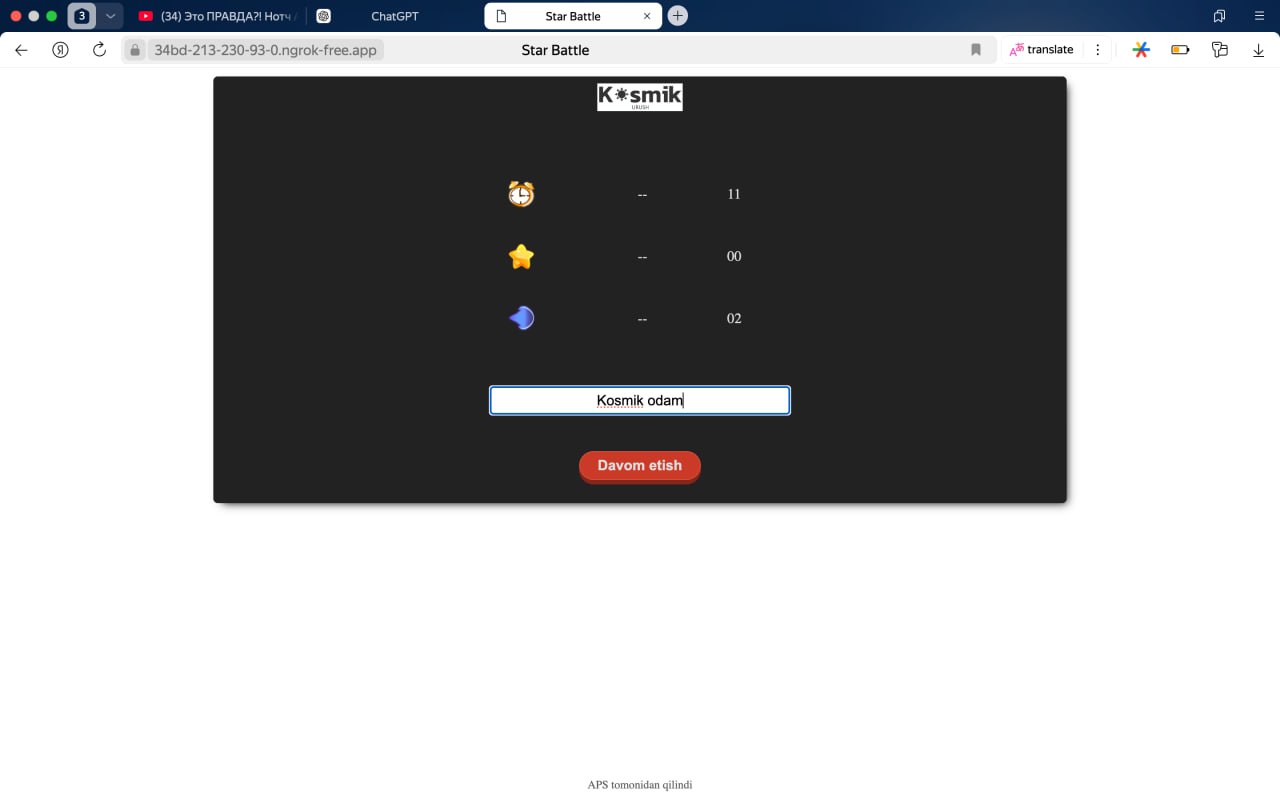 3
(34) Это ПРАВДА?! Нотч
ChatGPT
Star Battle
34bd-213-230-93-0.ngrok-free.app
Star Battle
translate
Kosmik
URUSH
-- 11
-- 00
-- 02
Kosmik odam
Davom etish
APS tomonidan qilindi